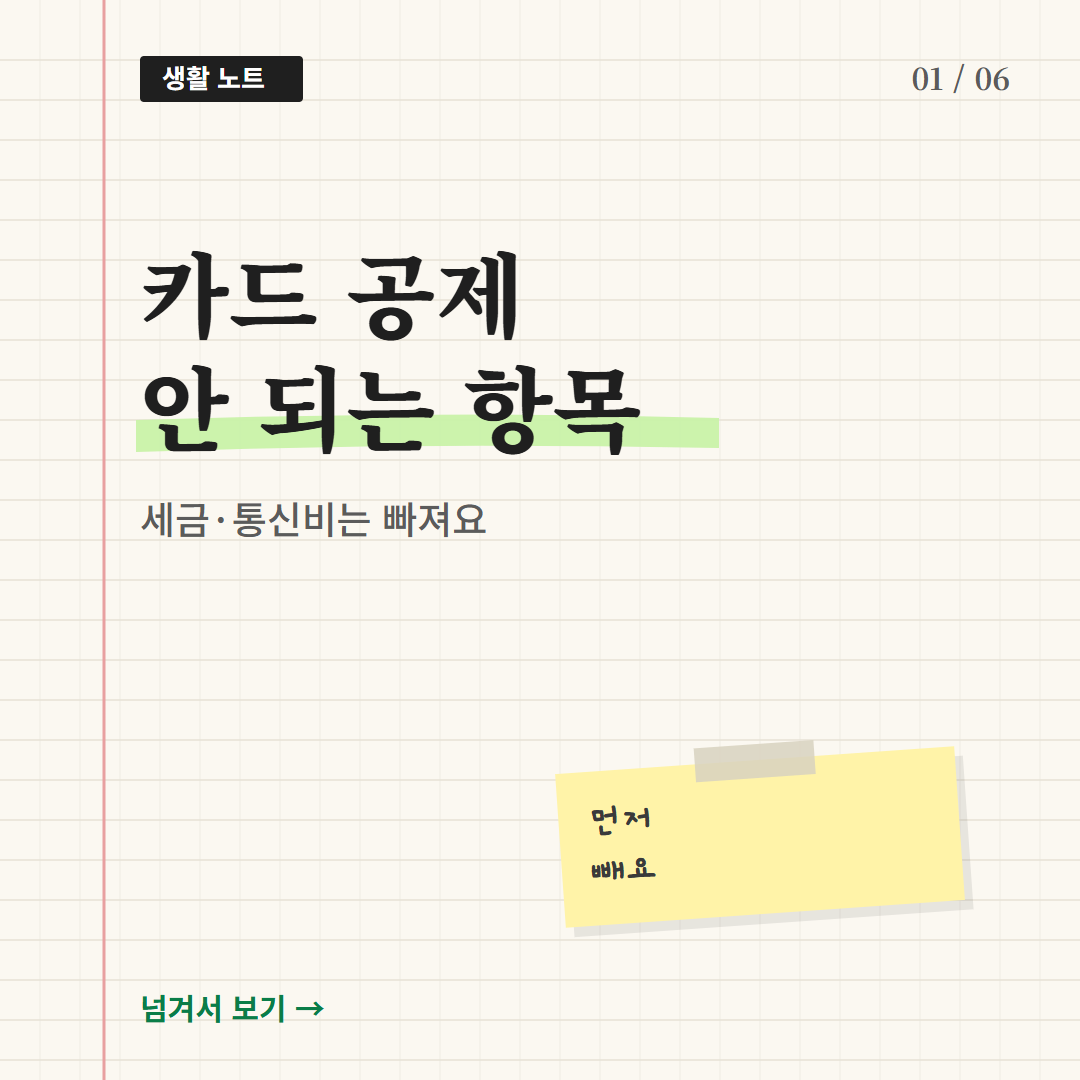 생활 노트
01 / 06
카드 공제
안 되는 항목
세금·통신비는 빠져요
먼저
빼요
넘겨서 보기 →